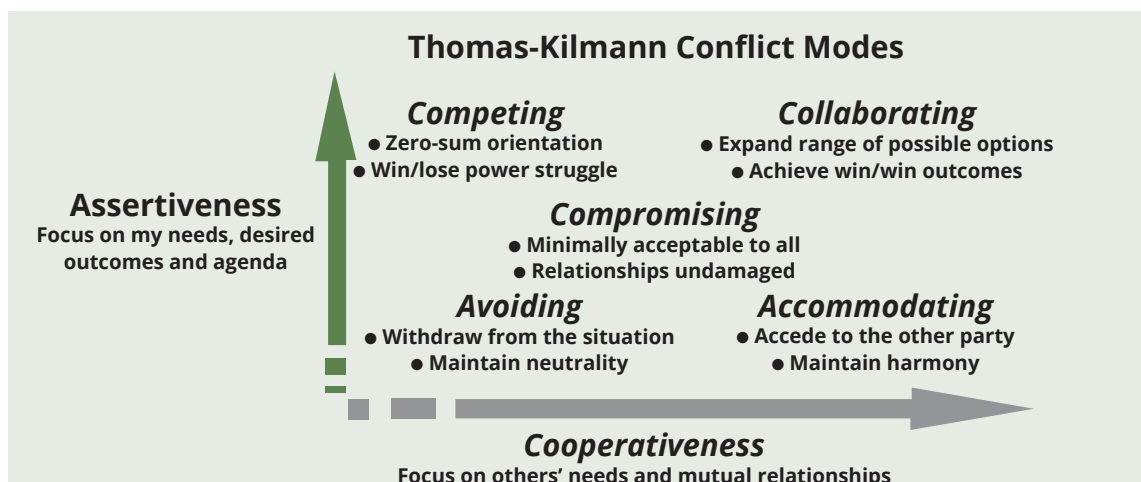 Thomas-Kilmann Conflict Modes
Competing
● Zero-sum orientation
● Win/lose power struggle
Collaborating
● Expand range of possible options
● Achieve win/win outcomes
Assertiveness
Focus on my needs, desired
outcomes and agenda
Compromising
● Minimally acceptable to all
● Relationships undamaged
Avoiding
● Withdraw from the situation
● Maintain neutrality
Accommodating
● Accede to the other party
● Maintain harmony
Cooperativeness
Focus on others’ needs and mutual relationships